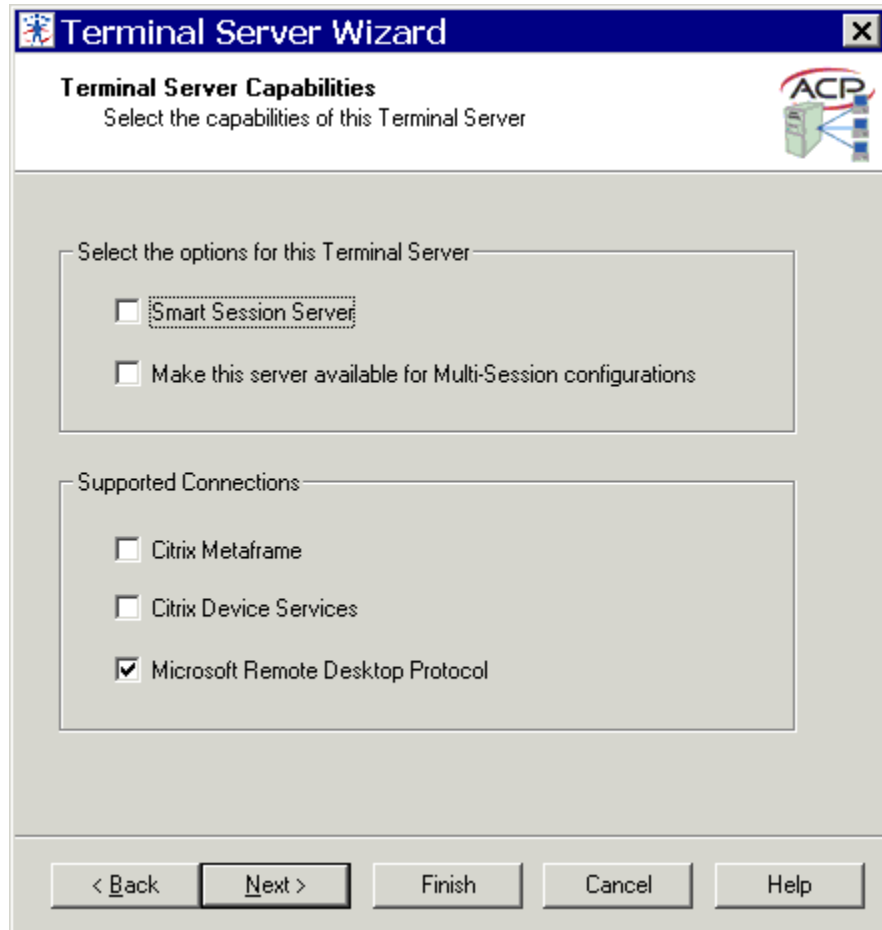 Terminal Server Wizard
Terminal Server Capabilities
Select the capabilities of this Terminal Server
ACP
Select the options for this Terminal Server
Smart Session Server
Make this server available for Multi-Session configurations
Supported Connections
Citrix Metaframe
Citrix Device Services
Microsoft Remote Desktop Protocol
< Back Next > Finish Cancel Help